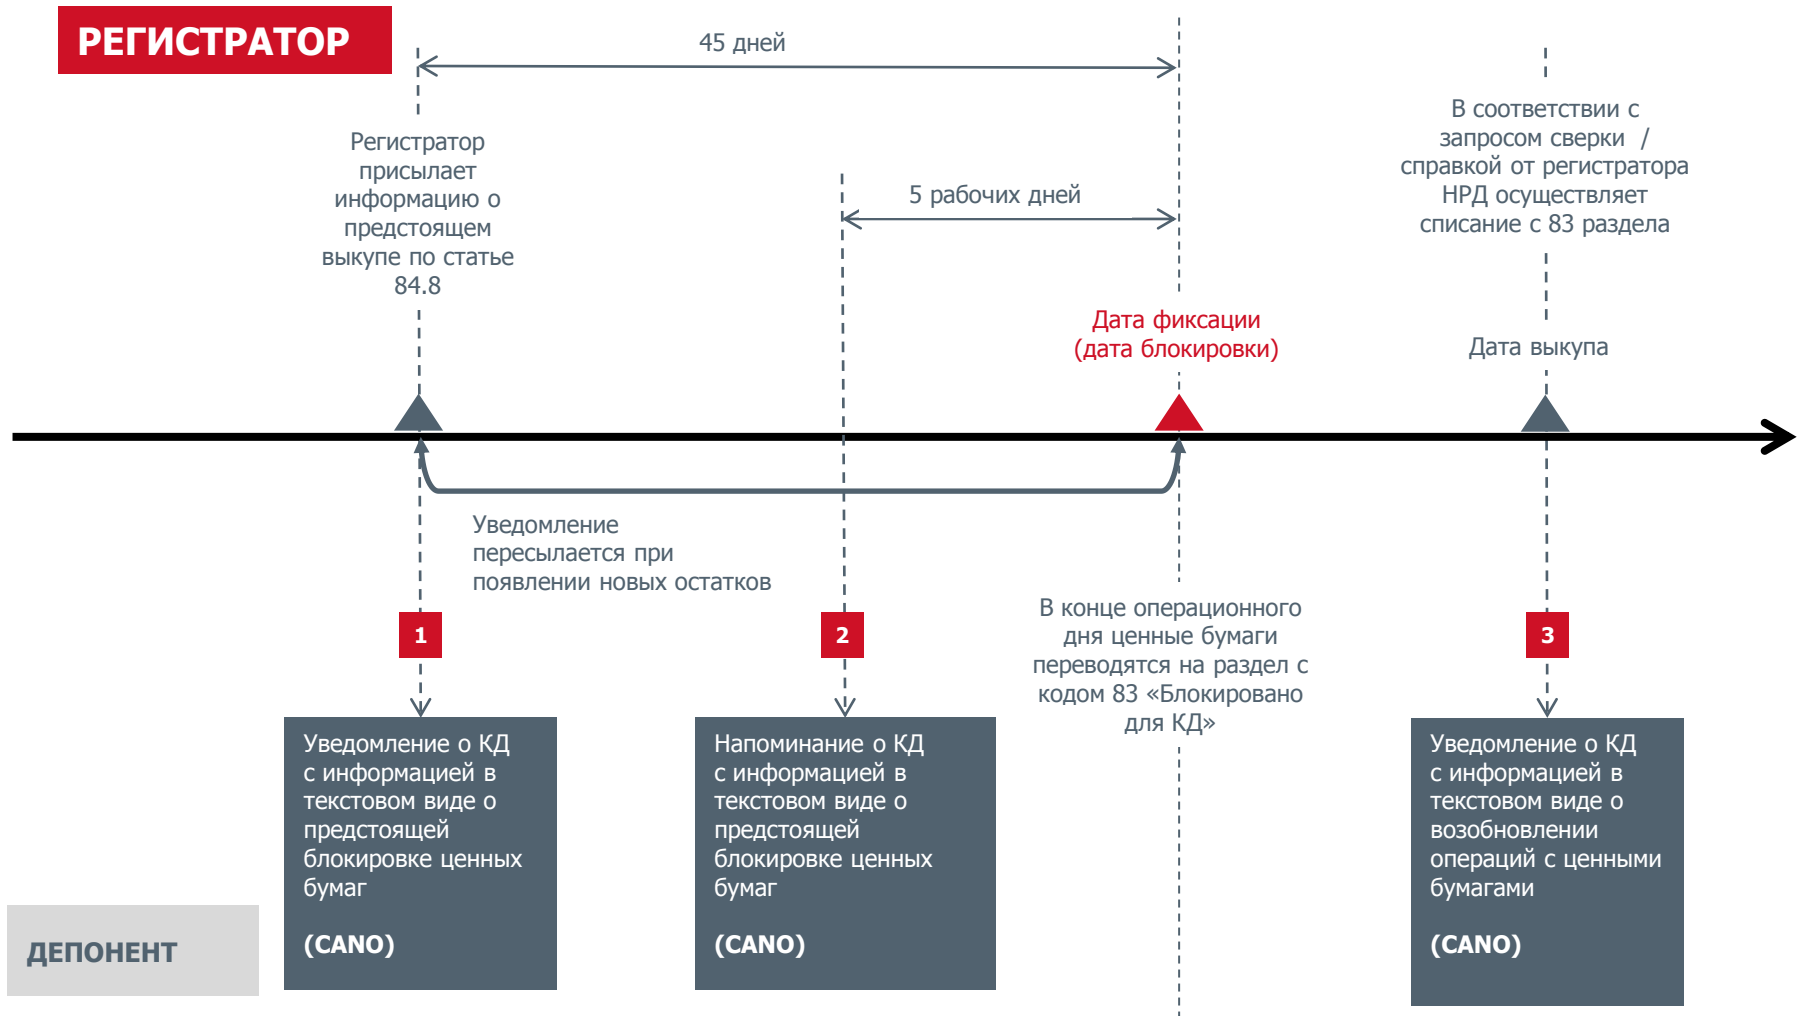 РЕГИСТРАТОР
45 дней
Регистратор
присылает
информацию о
предстоящем
выкупе по статье
84.8
5 рабочих дней
В соответствии с
запросом сверки /
справкой от регистратора
НРД осуществляет
списание с 83 раздела
Дата фиксации
(дата блокировки)
Дата выкупа
Уведомление
пересылается при
появлении новых остатков
В конце операционного
дня ценные бумаги
переводятся на раздел с
кодом 83 «Блокировано
для КД»
1
2
3
Уведомление о КД
с информацией в
текстовом виде о
предстоящей
блокировке ценных
бумаг
(CANO)
Напоминание о КД
с информацией в
текстовом виде о
предстоящей
блокировке ценных
бумаг
(CANO)
Уведомление о КД
с информацией в
текстовом виде о
возобновлении
операций с ценными
бумагами
(CANO)
ДЕПОНЕНТ